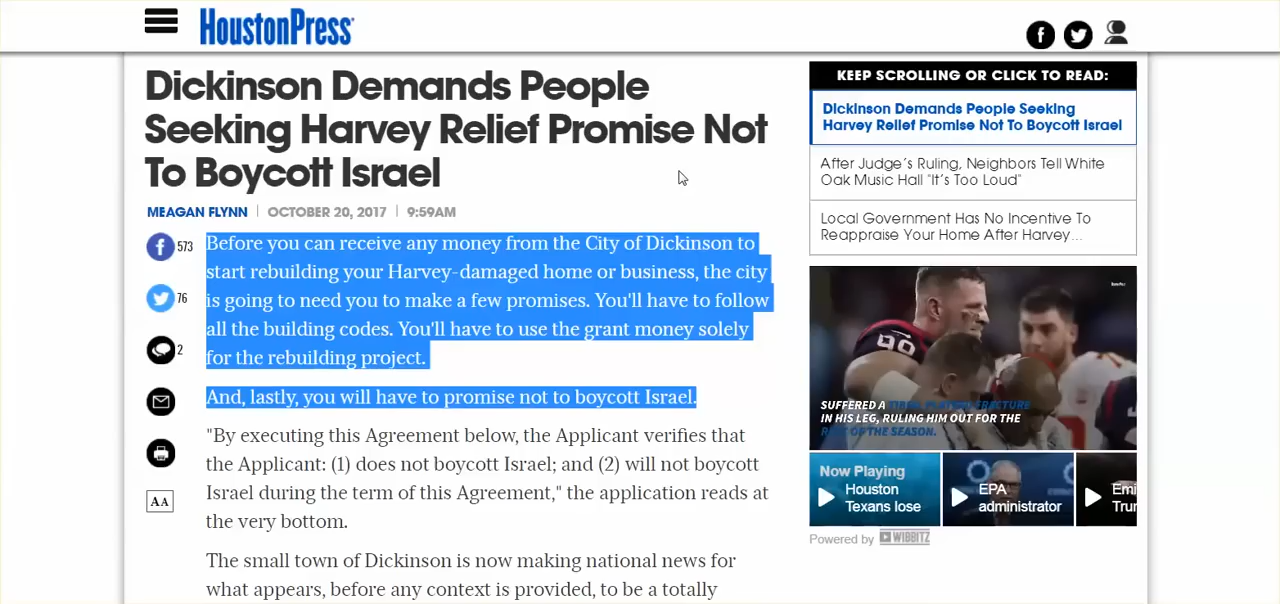 HoustonPress
Dickinson Demands People
Seeking Harvey Relief Promise Not
To Boycott Israel
MEAGAN FLYNN | OCTOBER 20, 2017 | 9:59AM
573
76
2
AA
Before you can receive any money from the City of Dickinson to
start rebuilding your Harvey-damaged home or business, the city
is going to need you to make a few promises. You'll have to follow
all the building codes. You'll have to use the grant money solely
for the rebuilding project.
And, lastly, you will have to promise not to boycott Israel.
"By executing this Agreement below, the Applicant verifies that
the Applicant: (1) does not boycott Israel; and (2) will not boycott
Israel during the term of this Agreement," the application reads at
the very bottom.
The small town of Dickinson is now making national news for
what appears, before any context is provided, to be a totally
KEEP SCROLLING OR CLICK TO READ:
Dickinson Demands People Seeking
Harvey Relief Promise Not To Boycott Israel
After Judge's Ruling, Neighbors Tell White
Oak Music Hall "It's Too Loud"
Local Government Has No Incentive To
Reappraise Your Home After Harvey...
SUFFERED A TIBIAL PLATEAU FRACTURE
IN HIS LEG, RULING HIM OUT FOR THE
REST OF THE SEASON.
Now Playing
Houston
Texans lose
EPA
administrator
Emi
Trur
Powered by WIBBITZ